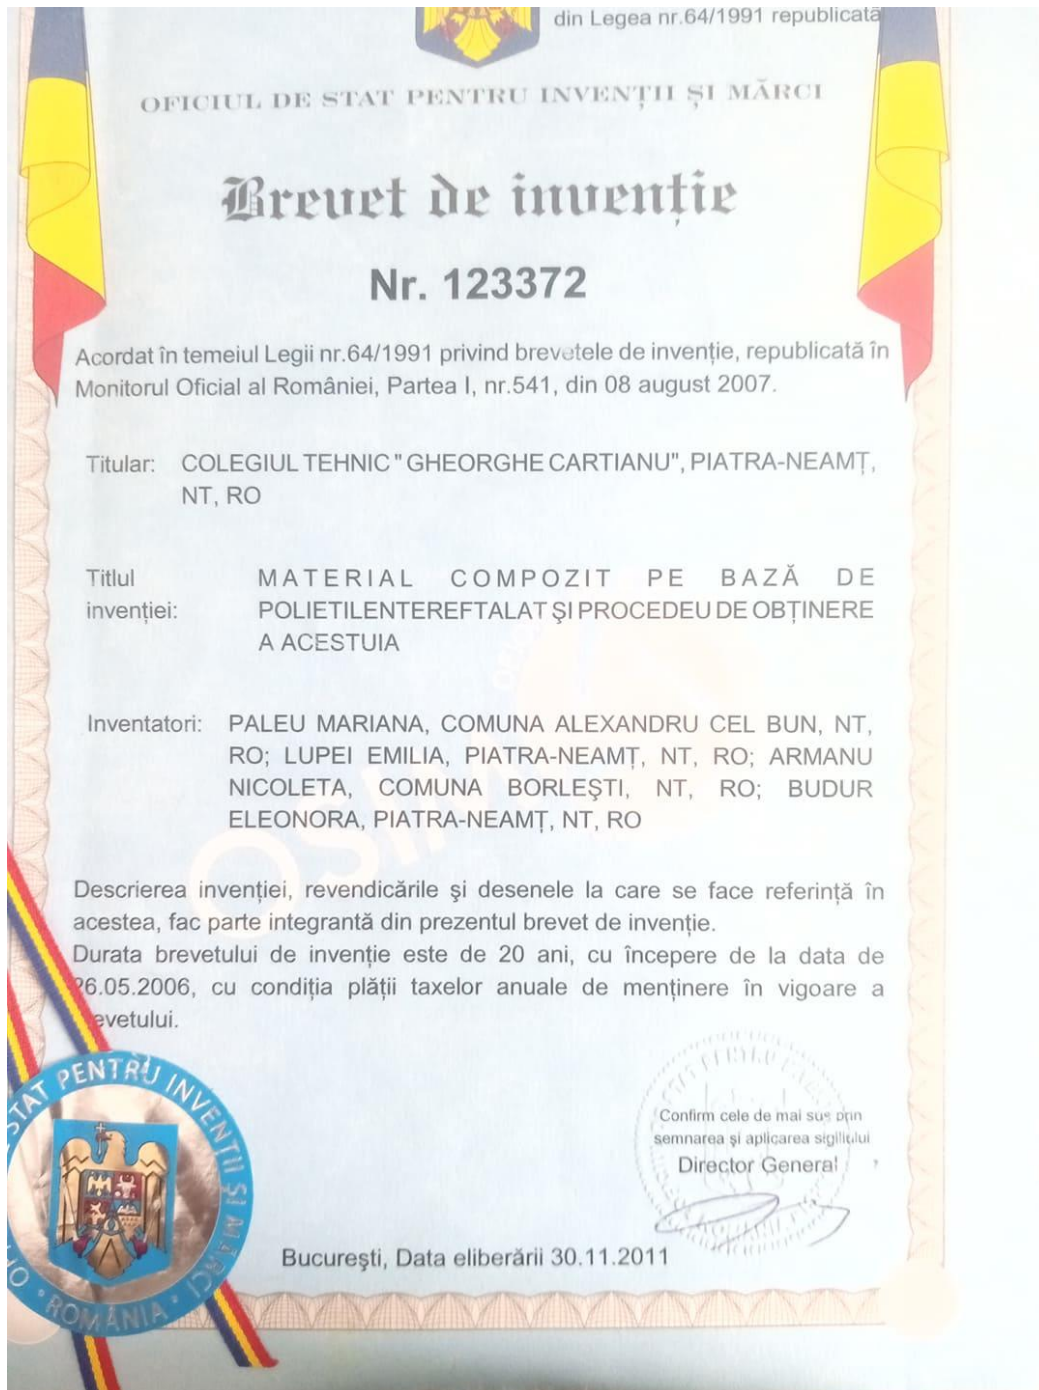 din Legea nr.64/1991 republicată
OFICIUL DE STAT PENTRU INVENȚII ȘI MĂRCI
Brevet de invenție
Nr. 123372
Acordat în temeiul Legii nr.64/1991 privind brevetele de invenție, republicată în
Monitorul Oficial al României, Partea I, nr.541, din 08 august 2007.
Titular: COLEGIUL TEHNIC "GHEORGHE CARTIANU", PIATRA-NEAMȚ,
NT, RO
Titlul MATERIAL COMPOZIT PE BAZĂ DE
invenției: POLIETILENTEREFTALAT ȘI PROCEDEU DE OBȚINERE
A ACESTUIA
Inventatori: PALEU MARIANA, COMUNA ALEXANDRU CEL BUN, NT,
RO; LUPEI EMILIA, PIATRA-NEAMȚ, NT, RO; ARMANU
NICOLETA, COMUNA BORLEȘTI, NT, RO; BUDUR
ELEONORA, PIATRA-NEAMȚ, NT, RO
OSIM
Descrierea invenției, revendicările și desenele la care se face referință în
acestea, fac parte integrantă din prezentul brevet de invenție.
Durata brevetului de invenție este de 20 ani, cu începere de la data de
26.05.2006, cu condiția plății taxelor anuale de menținere în vigoare a
evetului.
STAT PENTRU INVENȚII ȘI MĂRCI
ROMÂNIA
Confirm cele de mai sus prin
semnarea și aplicarea sigiliului
Director General
București, Data eliberării 30.11.2011